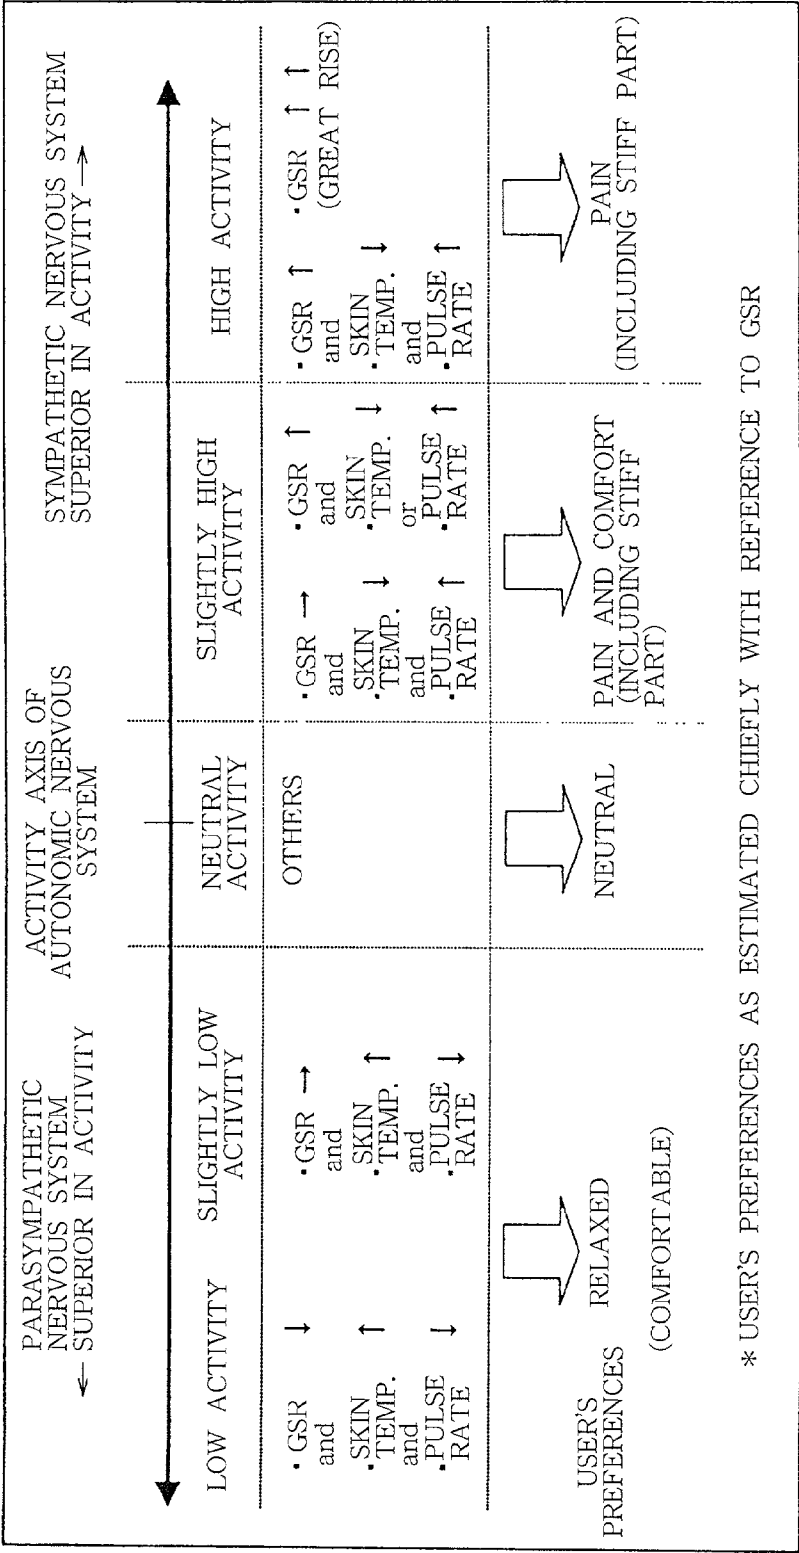 PARASYMPATHETIC
NERVOUS SYSTEM
← SUPERIOR IN ACTIVITY
ACTIVITY AXIS OF
AUTONOMIC NERVOUS
SYSTEM
SYMPATHETIC NERVOUS SYSTEM
SUPERIOR IN ACTIVITY →
LOW ACTIVITY
SLIGHTLY LOW
ACTIVITY
NEUTRAL
ACTIVITY
SLIGHTLY HIGH
ACTIVITY
HIGH ACTIVITY
・GSR ↓
and
・SKIN
TEMP. ↑
and
・PULSE
RATE ↓
・GSR →
and
・SKIN
TEMP. ↑
and
・PULSE
RATE ↓
OTHERS
・GSR →
and
・SKIN
TEMP. ↓
and
・PULSE
RATE ↑
・GSR ↑
and
・SKIN
TEMP. ↓
or
・PULSE
RATE ↑
・GSR ↑
and
・SKIN
TEMP. ↓
and
・PULSE
RATE ↑
・GSR ↑ ↑
(GREAT RISE)
USER'S
PREFERENCES
RELAXED
(COMFORTABLE)
NEUTRAL
PAIN AND COMFORT
(INCLUDING STIFF
PART)
PAIN
(INCLUDING STIFF PART)
* USER'S PREFERENCES AS ESTIMATED CHIEFLY WITH REFERENCE TO GSR